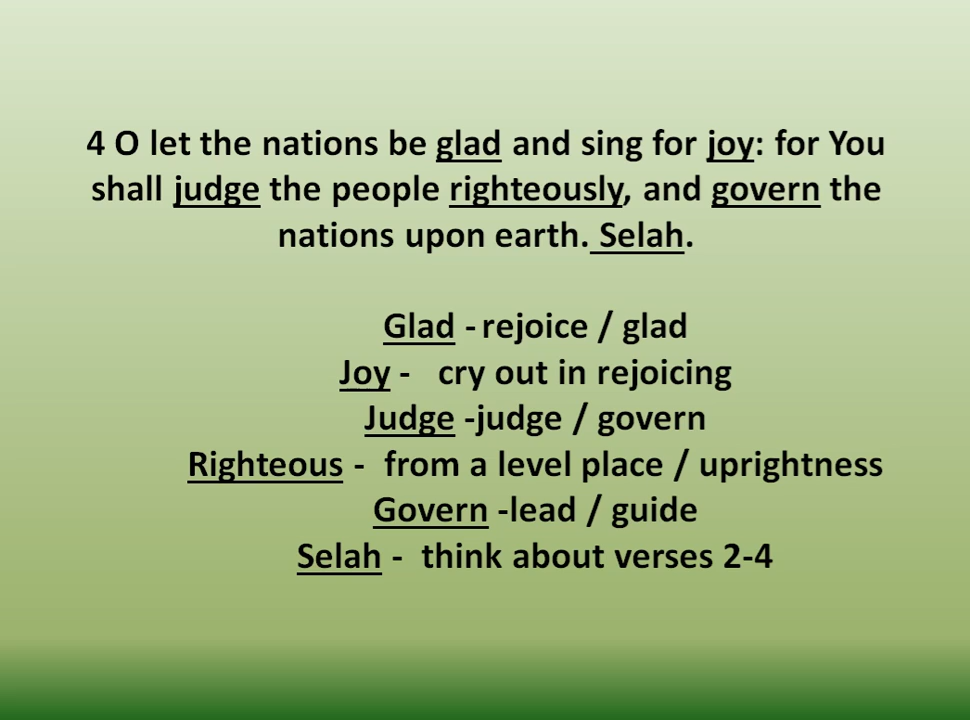 4 O let the nations be glad and sing for joy: for You
shall judge the people righteously, and govern the
nations upon earth. Selah.
Glad - rejoice / glad
Joy - cry out in rejoicing
Judge -judge / govern
Righteous - from a level place / uprightness
Govern -lead / guide
Selah - think about verses 2-4